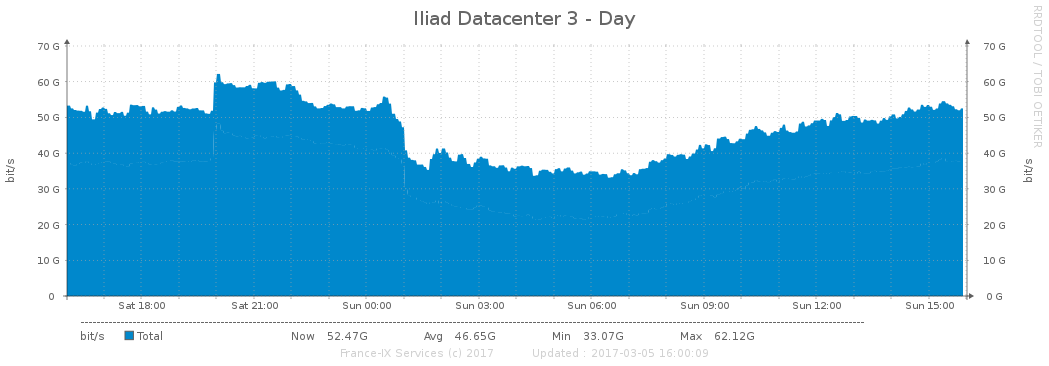 Iliad Datacenter 3 - Day
RRDTOOL / TOBI OETIKER
70 G 70 G
60 G 60 G
50 G 50 G
40 G 40 G
30 G 30 G
20 G 20 G
10 G 10 G
0 0 G
bit/s bit/s
Sat 18:00 Sat 21:00 Sun 00:00 Sun 03:00 Sun 06:00 Sun 09:00 Sun 12:00 Sun 15:00
bit/s Total Now 52.47G Avg 46.65G Min 33.07G Max 62.12G
France-IX Services (c) 2017 Updated : 2017-03-05 16:00:09